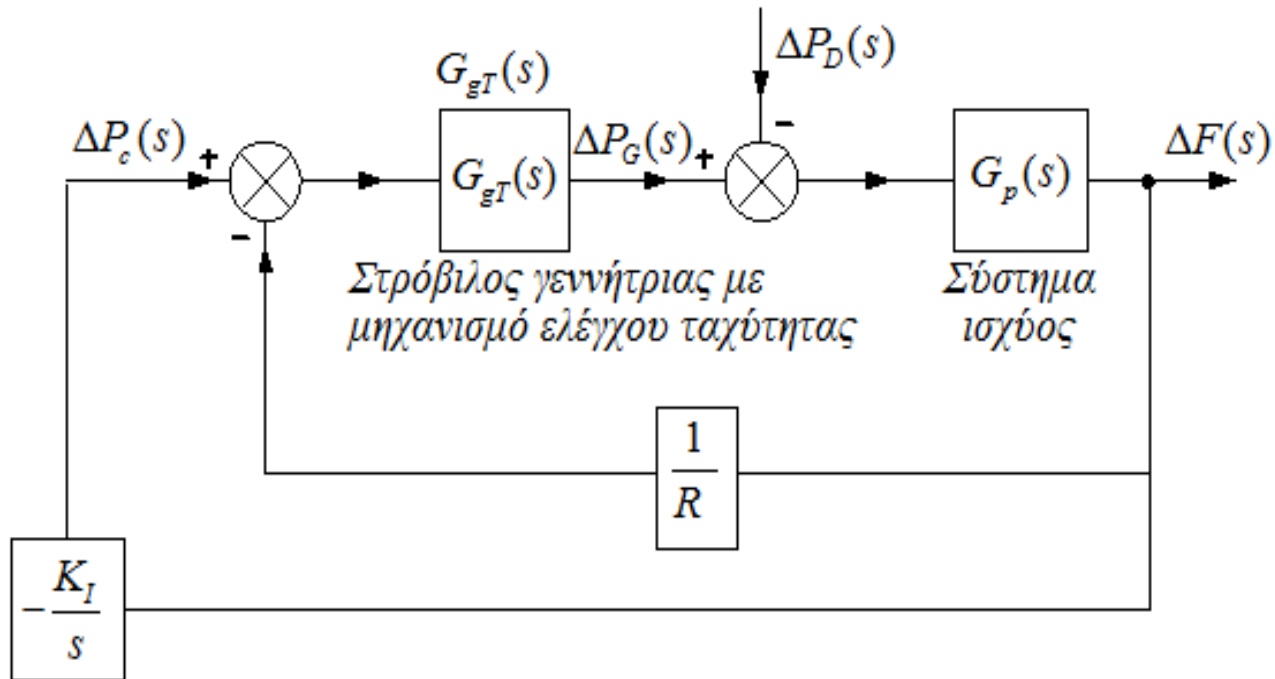 ΔP_D(s)
G_gT(s)
ΔP_c(s)
+
G_gT(s)
ΔP_G(s)
+
-
G_p(s)
ΔF(s)
-
Στρόβιλος γεννήτριας με
μηχανισμό ελέγχου ταχύτητας
Σύστημα
ισχύος
1
R
-K_I
s